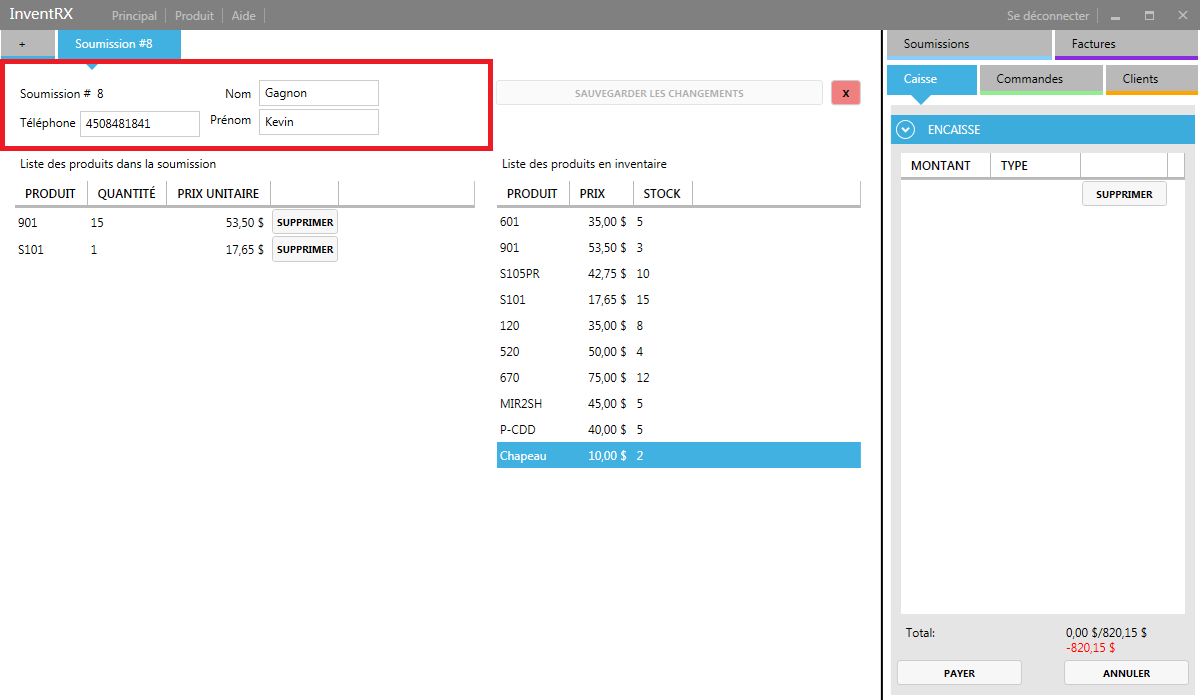 InventRX Principal Produit Aide Se déconnecter
+ Soumission #8
Soumission # 8 Nom Gagnon
Téléphone 4508481841 Prénom Kevin
SAUVEGARDER LES CHANGEMENTS X
Liste des produits dans la soumission
PRODUIT QUANTITÉ PRIX UNITAIRE
901 15 53,50 $ SUPPRIMER
S101 1 17,65 $ SUPPRIMER
Liste des produits en inventaire
PRODUIT PRIX STOCK
601 35,00 $ 5
901 53,50 $ 3
S105PR 42,75 $ 10
S101 17,65 $ 15
120 35,00 $ 8
520 50,00 $ 4
670 75,00 $ 12
MIR2SH 45,00 $ 5
P-CDD 40,00 $ 5
Chapeau 10,00 $ 2
Soumissions Factures
Caisse Commandes Clients
ENCAISSE
MONTANT TYPE
SUPPRIMER
Total: 0,00 $/820,15 $
-820,15 $
PAYER ANNULER